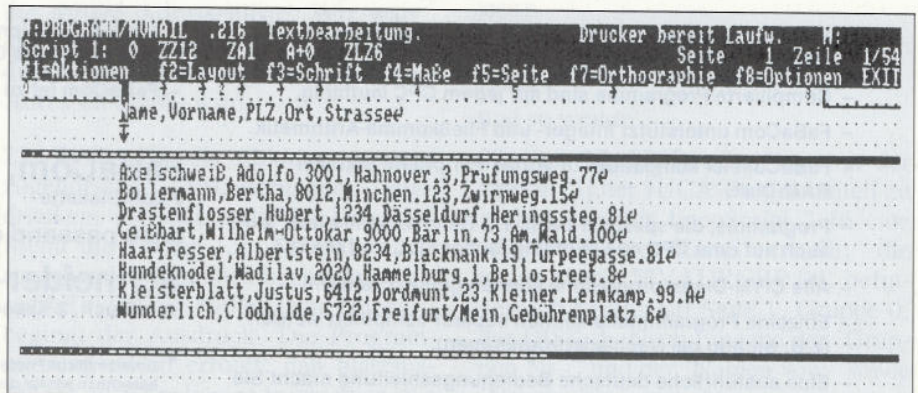 M:PROGRAMM/MUMAIL .216 Textbearbeitung. Drucker bereit Laufw. M:
Script 1: 0 ZZ12 ZA1 A+0 ZLZ6 Seite 1 Zeile 1/54
f1=Aktionen f2=Layout f3=Schrift f4=Maße f5=Seite f7=Orthographie f8=Optionen EXIT
Name,Vorname,PLZ,Ort,Strasse
Axelschweiß,Adolfo,3001,Hahnover.3,Prüfungsweg.77
Bollermann,Bertha,8012,Minchen.123,Zwirnweg.15
Drastenflosser,Hubert,1234,Dasseldurf,Heringssteg.81
Geißbart,Wilhelm-Ottokar,9000,Bärlin.73,Am.Wald.100
Haarfresser,Albertstein,8234,Blacknank.19,Turpeegasse.81
Hundeknödel,Wadilav,2020,Hammelburg.1,Bellostreet.8
Kleisterblatt,Justus,6412,Dordmunt.23,Kleiner.Leimkamp.99.A
Wunderlich,Clodhilde,5722,Freifurt/Mein,Gebührenplatz.6